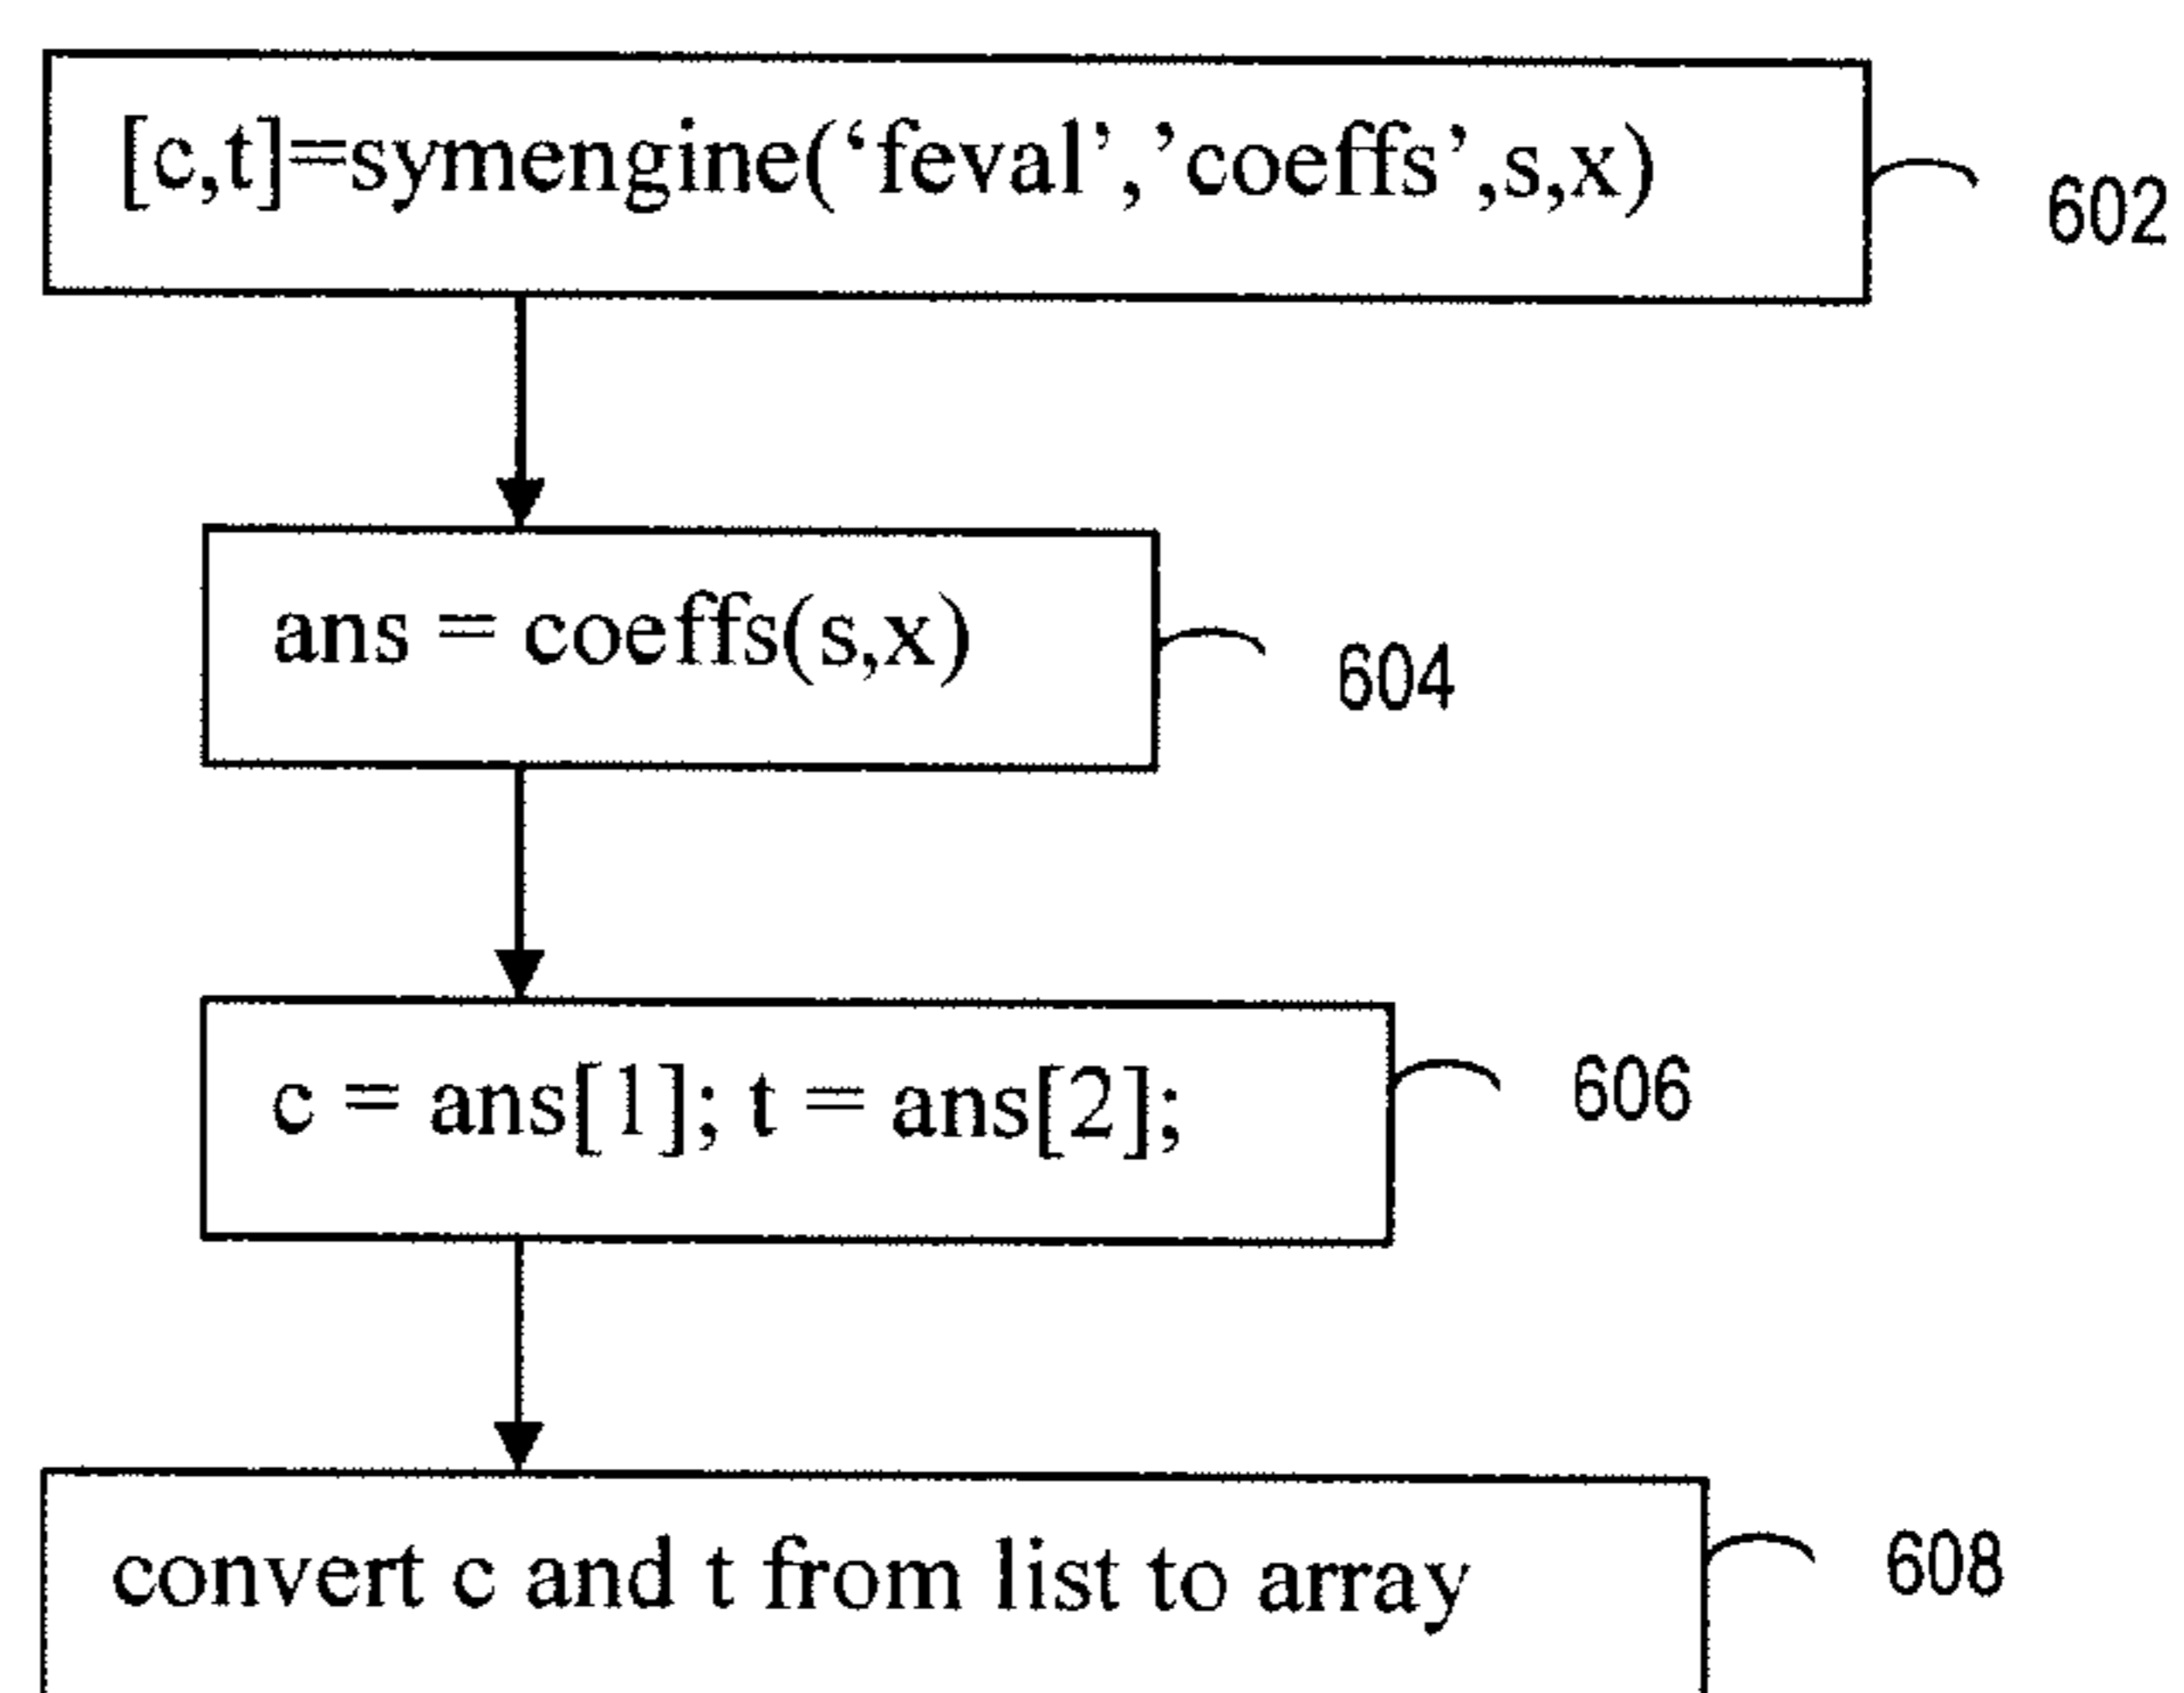 [c,t]=symengine(‘feval’,’coeffs’,s,x)
602
ans = coeffs(s,x)
604
c = ans[1]; t = ans[2];
606
convert c and t from list to array
608